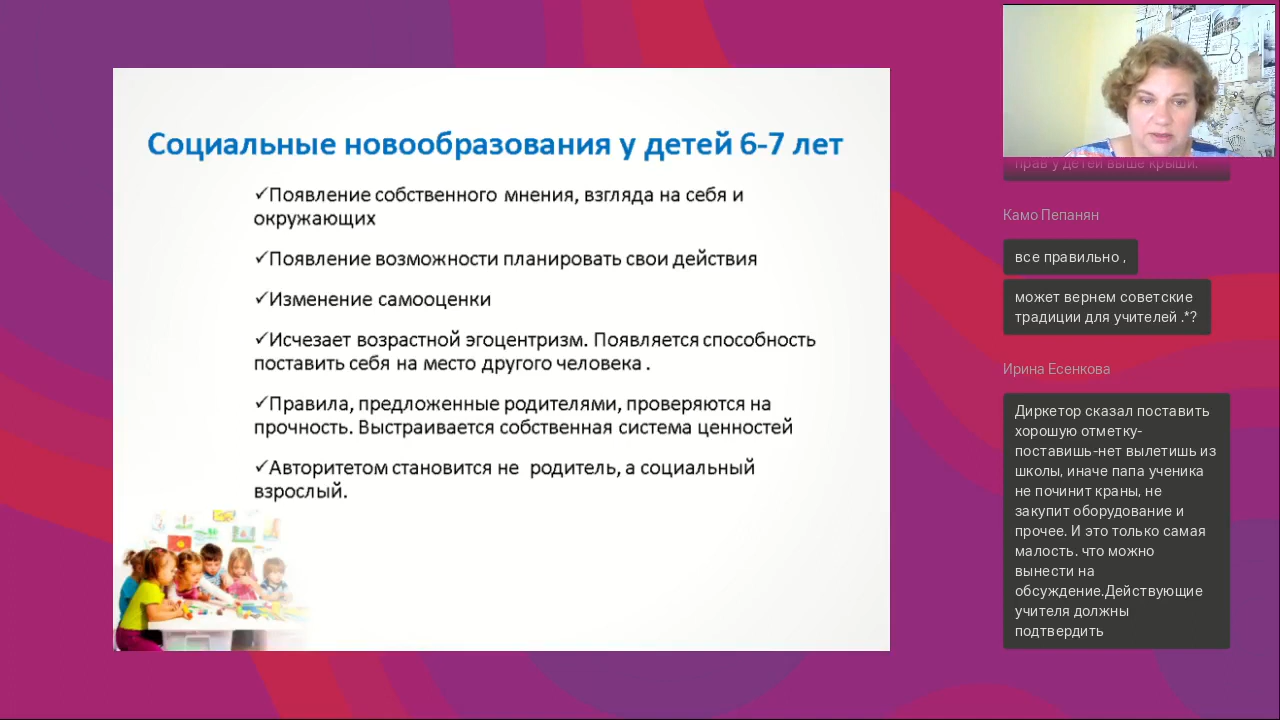 Социальные новообразования у детей 6-7 лет
✓Появление собственного мнения, взгляда на себя и
окружающих
✓Появление возможности планировать свои действия
✓Изменение самооценки
✓Исчезает возрастной эгоцентризм. Появляется способность
поставить себя на место другого человека .
✓Правила, предложенные родителями, проверяются на
прочность. Выстраивается собственная система ценностей
✓Авторитетом становится не родитель, а социальный
взрослый.
прав у детей выше крыши.
Камо Пепанян
все правильно ,
может вернем советские
традиции для учителей .*?
Ирина Есенкова
Диркетор сказал поставить
хорошую отметку-
поставишь-нет вылетишь из
школы, иначе папа ученика
не починит краны, не
закупит оборудование и
прочее. И это только самая
малость. что можно
вынести на
обсуждение.Действующие
учителя должны
подтвердить